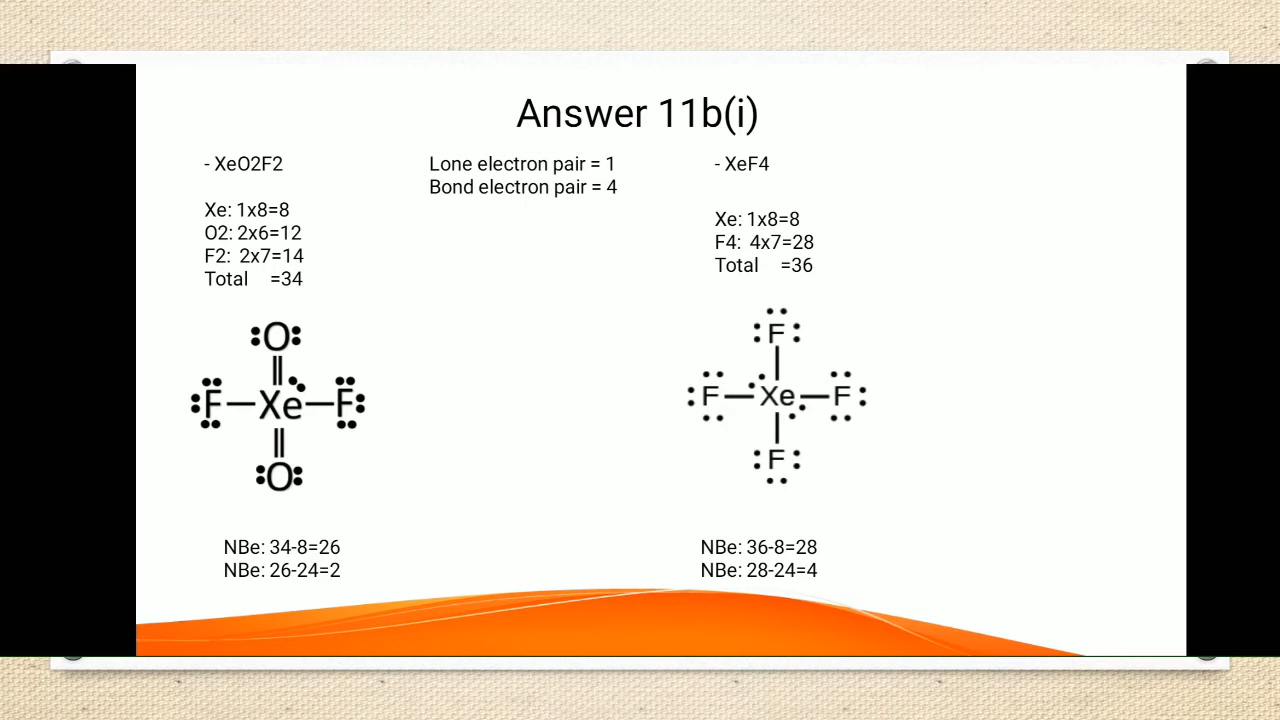 Answer 11b(i)
- XeO2F2
Xe: 1x8=8
O2: 2x6=12
F2: 2x7=14
Total =34
O
F Xe F
O
NBe: 34-8=26
NBe: 26-24=2
Lone electron pair = 1
Bond electron pair = 4
- XeF4
Xe: 1x8=8
F4: 4x7=28
Total =36
F
F Xe F
F
NBe: 36-8=28
NBe: 28-24=4